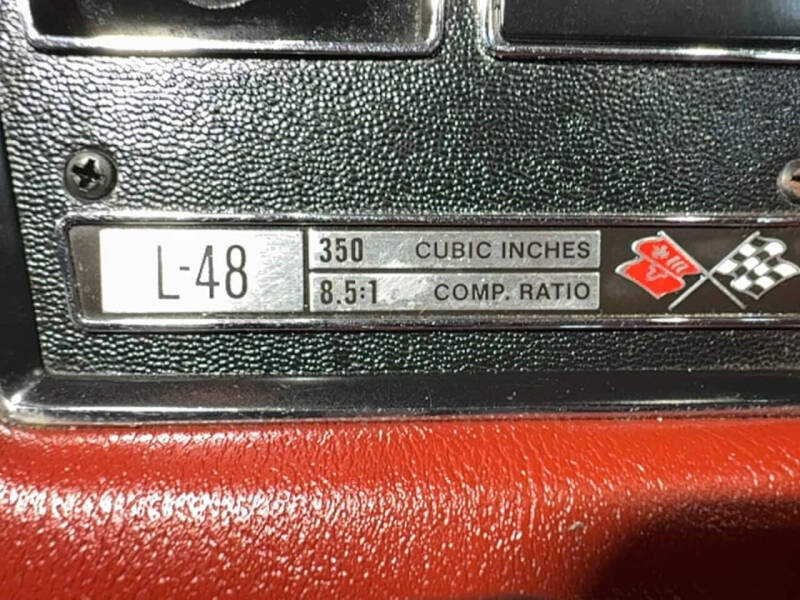 L-48
350 CUBIC INCHES
8.5:1 COMP. RATIO